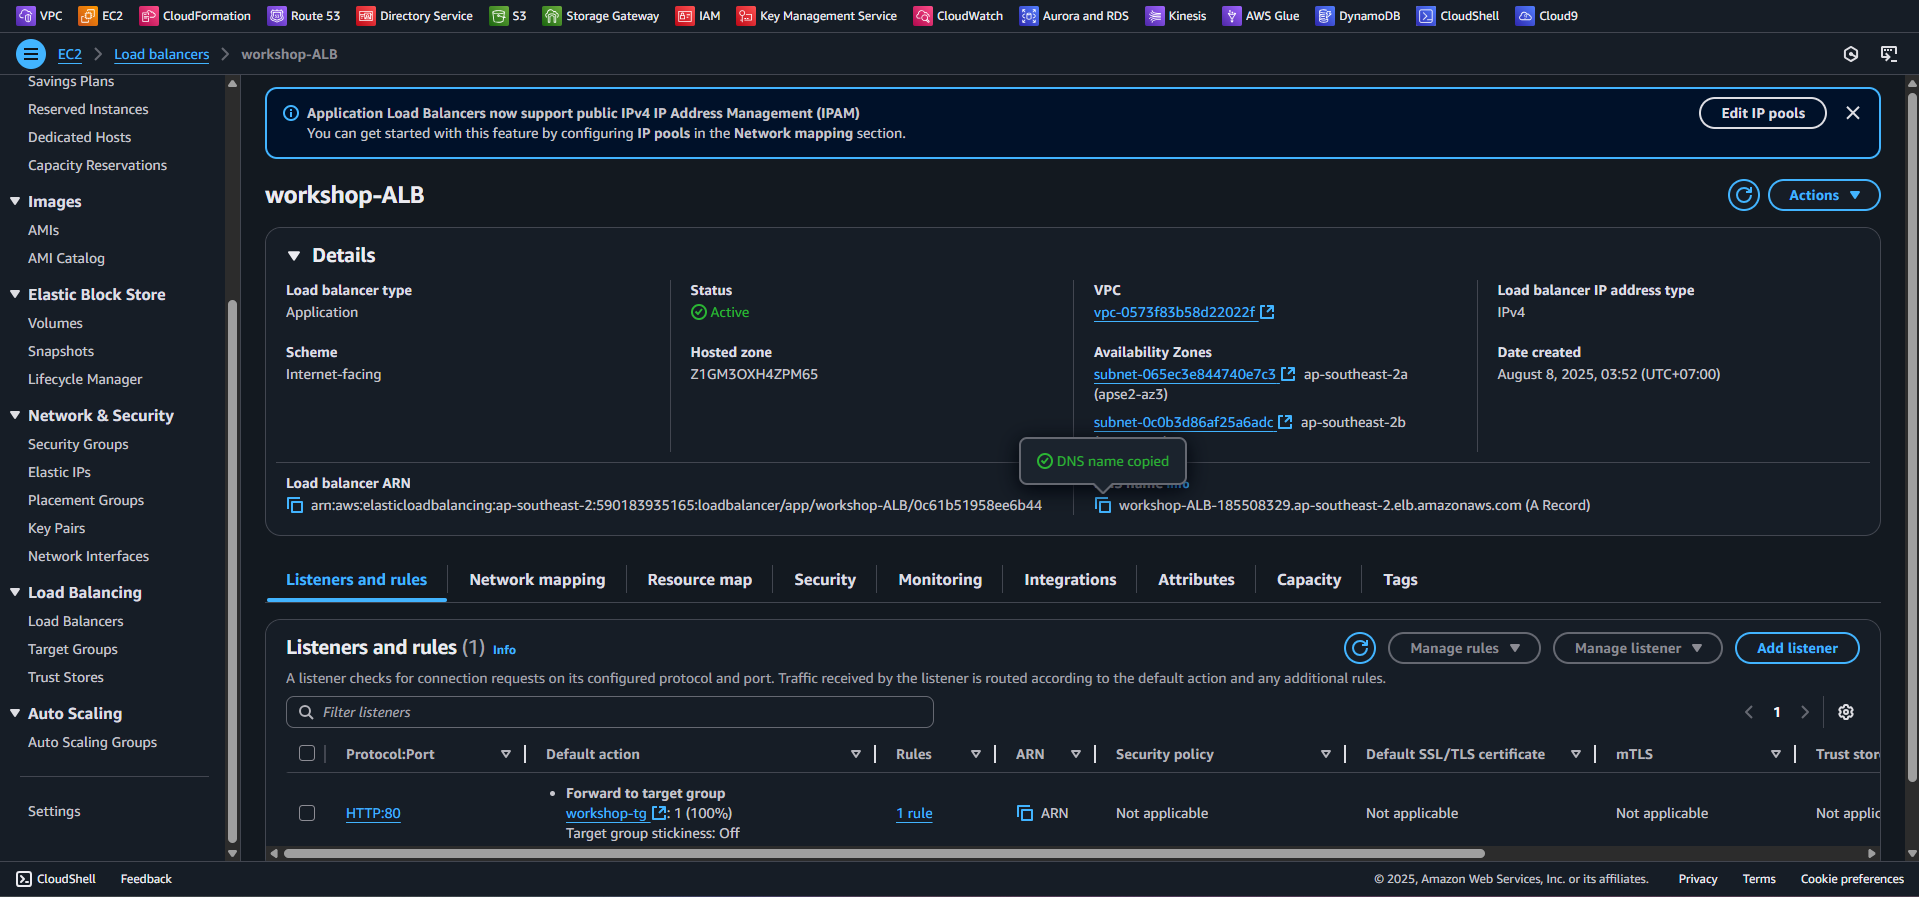 VPC EC2 CloudFormation Route 53 Directory Service S3 Storage Gateway IAM Key Management Service CloudWatch Aurora and RDS Kinesis AWS Glue DynamoDB CloudShell Cloud9
EC2 Load balancers workshop-ALB
Savings Plans
Reserved Instances
Dedicated Hosts
Capacity Reservations
Images
AMIs
AMI Catalog
Elastic Block Store
Volumes
Snapshots
Lifecycle Manager
Network & Security
Security Groups
Elastic IPs
Placement Groups
Key Pairs
Network Interfaces
Load Balancing
Load Balancers
Target Groups
Trust Stores
Auto Scaling
Auto Scaling Groups
Settings
Application Load Balancers now support public IPv4 IP Address Management (IPAM)
You can get started with this feature by configuring IP pools in the Network mapping section.
Edit IP pools
workshop-ALB
Actions
Details
Load balancer type
Application
Status
Active
VPC
vpc-0573f83b58d22022f
Load balancer IP address type
IPv4
Scheme
Internet-facing
Hosted zone
Z1GM3OXH4ZPM65
Availability Zones
subnet-065ec3e844740e7c3 ap-southeast-2a
(apse2-az3)
subnet-0c0b3d86af25a6adc ap-southeast-2b
Date created
August 8, 2025, 03:52 (UTC+07:00)
DNS name copied
Load balancer ARN
arn:aws:elasticloadbalancing:ap-southeast-2:590183935165:loadbalancer/app/workshop-ALB/0c61b51958ee6b44
workshop-ALB-185508329.ap-southeast-2.elb.amazonaws.com (A Record)
Listeners and rules Network mapping Resource map Security Monitoring Integrations Attributes Capacity Tags
Listeners and rules (1) Info
Manage rules Manage listener Add listener
A listener checks for connection requests on its configured protocol and port. Traffic received by the listener is routed according to the default action and any additional rules.
Filter listeners
1
Protocol:Port Default action Rules ARN Security policy Default SSL/TLS certificate mTLS Trust stor
HTTP:80
Forward to target group
workshop-tg : 1 (100%)
Target group stickiness: Off
1 rule
ARN
Not applicable
Not applicable
Not applicable
Not applic
CloudShell Feedback
© 2025, Amazon Web Services, Inc. or its affiliates. Privacy Terms Cookie preferences